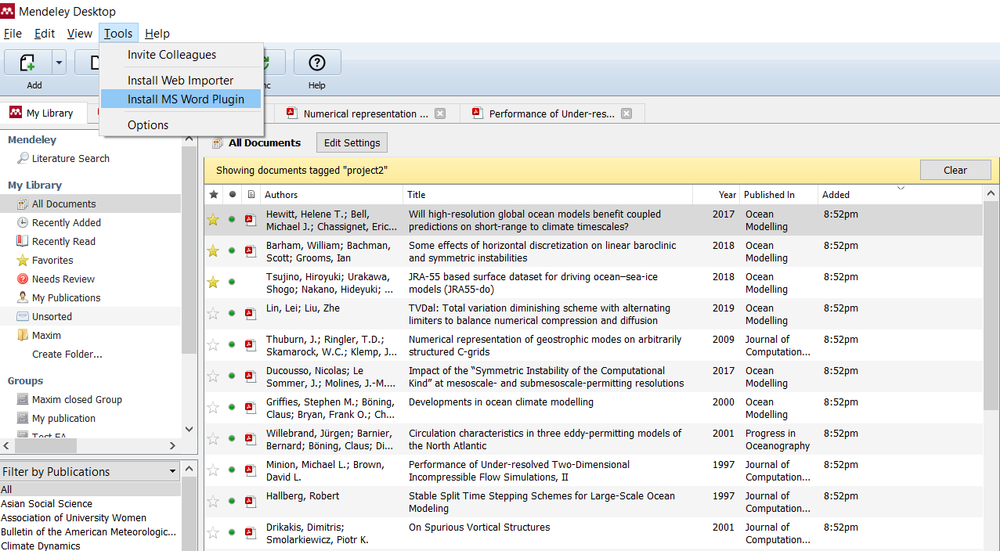 Mendeley Desktop
File Edit View Tools Help
Invite Colleagues
Install Web Importer
Install MS Word Plugin
Options
Add
Help
My Library
Numerical representation ...
Performance of Under-res...
Mendeley
Literature Search
My Library
All Documents
Recently Added
Recently Read
Favorites
Needs Review
My Publications
Unsorted
Maxim
Create Folder...
Groups
Maxim closed Group
My publication
Filter by Publications
All
Asian Social Science
Association of University Women
Bulletin of the American Meteorologic...
Climate Dynamics
All Documents Edit Settings
Showing documents tagged "project2" Clear
Authors Title Year Published In Added
Hewitt, Helene T.; Bell, Will high-resolution global ocean models benefit coupled 2017 Ocean 8:52pm
Michael J.; Chassignet, Eric... predictions on short-range to climate timescales? Modelling
Barham, William; Bachman, Some effects of horizontal discretization on linear baroclinic 2018 Ocean 8:52pm
Scott; Grooms, Ian and symmetric instabilities Modelling
Tsujino, Hiroyuki; Urakawa, JRA-55 based surface dataset for driving ocean–sea-ice 2018 Ocean 8:52pm
Shogo; Nakano, Hideyuki; ... models (JRA55-do) Modelling
Lin, Lei; Liu, Zhe TVDal: Total variation diminishing scheme with alternating 2019 Ocean 8:52pm
limiters to balance numerical compression and diffusion Modelling
Thuburn, J.; Ringler, T.D.; Numerical representation of geostrophic modes on arbitrarily 2009 Journal of 8:52pm
Skamarock, W.C.; Klemp, J... structured C-grids Computation...
Ducousso, Nicolas; Le Impact of the “Symmetric Instability of the Computational 2017 Ocean 8:52pm
Sommer, J.; Molines, J.-M.... Kind” at mesoscale- and submesoscale-permitting resolutions Modelling
Griffies, Stephen M.; Böning, Developments in ocean climate modelling 2000 Ocean 8:52pm
Claus; Bryan, Frank O.; Ch... Modelling
Willebrand, Jürgen; Barnier, Circulation characteristics in three eddy-permitting models of 2001 Progress in 8:52pm
Bernard; Böning, Claus; Di... the North Atlantic Oceanography
Minion, Michael L.; Brown, Performance of Under-resolved Two-Dimensional 1997 Journal of 8:52pm
David L. Incompressible Flow Simulations, II Computation...
Hallberg, Robert Stable Split Time Stepping Schemes for Large-Scale Ocean 1997 Journal of 8:52pm
Modeling Computation...
Drikakis, Dimitris; On Spurious Vortical Structures 2001 Journal of 8:52pm
Smolarkiewicz, Piotr K. Computation...